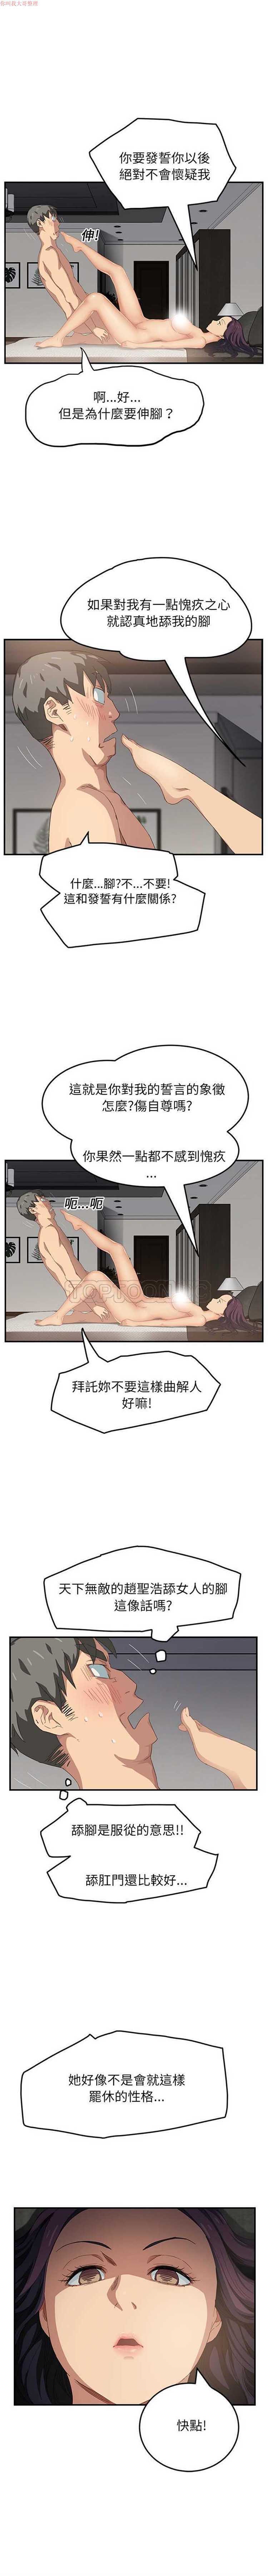 你要發誓你以後
絕對不會懷疑我
伸!
啊...好...
但是為什麼要伸腳？
如果對我有一點愧疚之心
就認真地舔我的腳
什麼...腳?不...不要!
這和發誓有什麼關係?
這就是你對我的誓言的象徵
怎麼?傷自尊嗎?
你果然一點都不感到愧疚
...
呃...呃
拜託妳不要這樣曲解人
好嘛!
天下無敵的趙聖浩舔女人的腳
這像話嗎?
舔腳是服從的意思!!
舔肛門還比較好...
她好像不是會就這樣
罷休的性格...
快點!